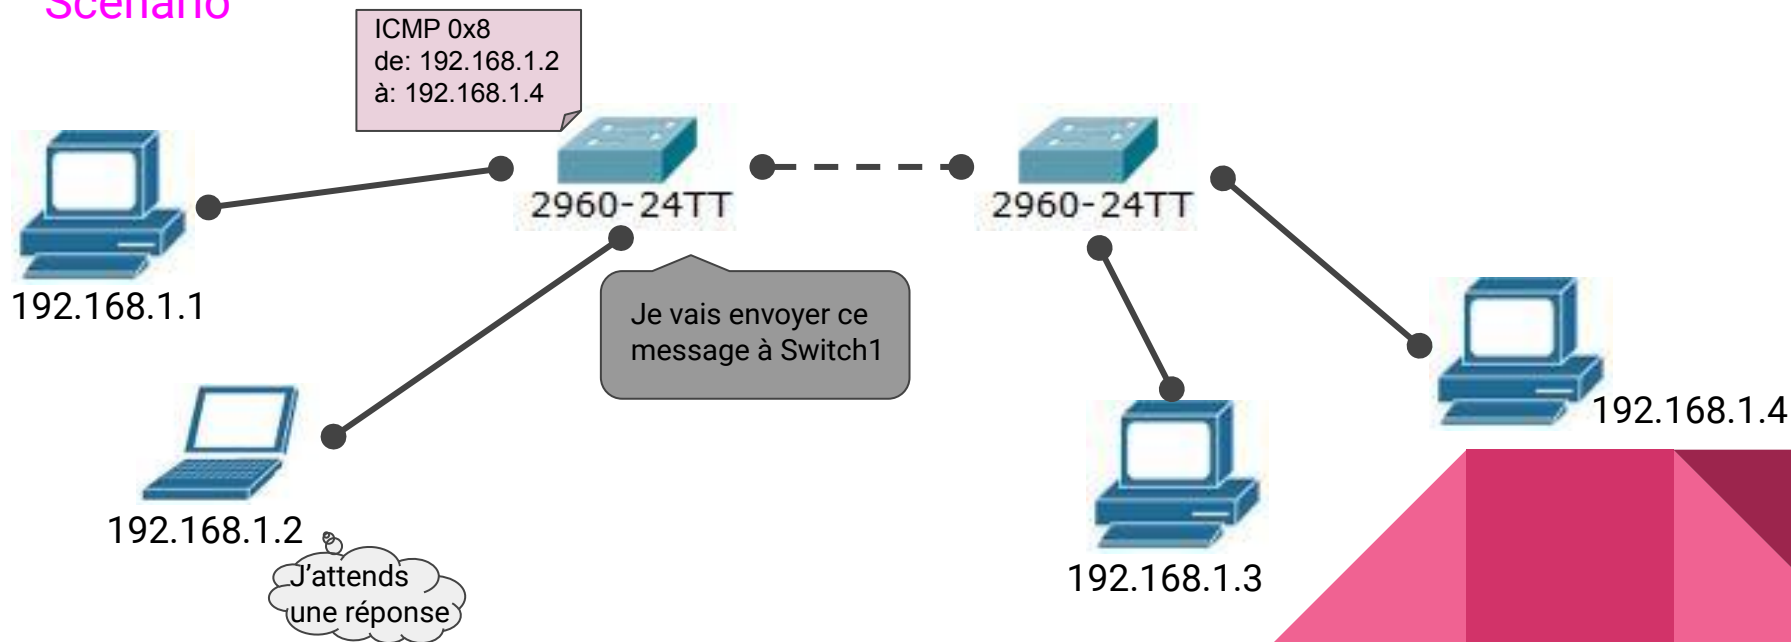 Scénario
ICMP 0x8
de: 192.168.1.2
à: 192.168.1.4
2960-24TT
2960-24TT
192.168.1.1
Je vais envoyer ce
message à Switch1
192.168.1.4
192.168.1.2
J'attends
une réponse
192.168.1.3